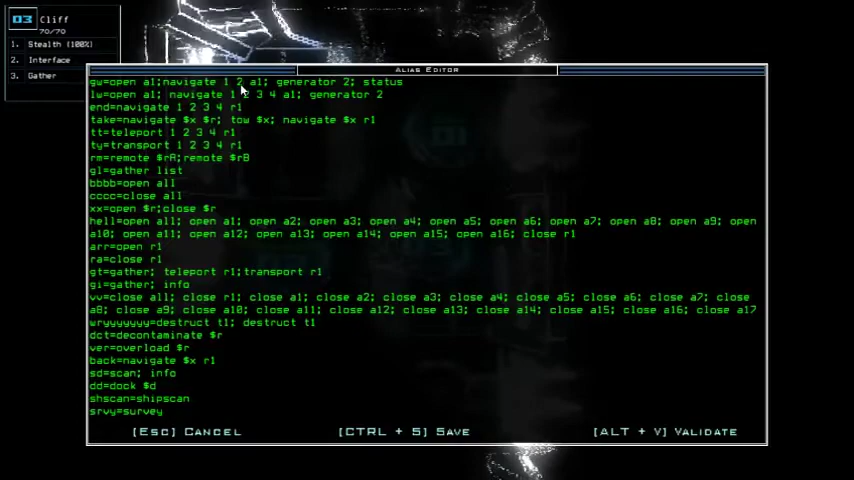 03 Cliff
70/70
1. Stealth (100%)
2. Interface
3. Gather
Alias Editor
gw=open a1;navigate 1 2 a1; generator 2; status
lw=open a1; navigate 1 2 3 4 a1; generator 2
end=navigate 1 2 3 4 r1
take=navigate $x $r; tow $x; navigate $x r1
tt=teleport 1 2 3 4 r1
ty=transport 1 2 3 4 r1
rm=remote $rA;remote $rB
gl=gather list
bbbb=open all
cccc=close all
xx=open $r;close $r
hell=open all; open a1; open a2; open a3; open a4; open a5; open a6; open a7; open a8; open a9; open
a10; open a11; open a12; open a13; open a14; open a15; open a16; close r1
arr=open r1
ra=close r1
gt=gather; teleport r1;transport r1
gi=gather; info
vv=close all; close r1; close a1; close a2; close a3; close a4; close a5; close a6; close a7; close
a8; close a9; close a10; close a11; close a12; close a13; close a14; close a15; close a16; close a17
wryyyyyyy=destruct t1; destruct t1
dct=decontaminate $r
ver=overload $r
back=navigate $x r1
sd=scan; info
dd=dock $d
shscan=shipscan
srvy=survey
[Esc] Cancel [CTRL + S] Save [ALT + V] Validate